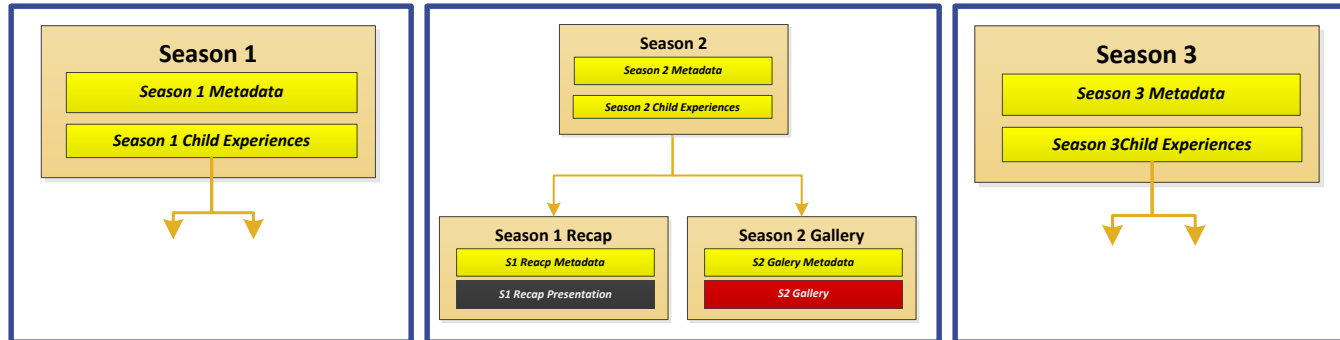 Season 1
Season 1 Metadata
Season 1 Child Experiences
Season 2
Season 2 Metadata
Season 2 Child Experiences
Season 1 Recap
S1 Reacp Metadata
S1 Recap Presentation
Season 2 Gallery
S2 Galery Metadata
S2 Gallery
Season 3
Season 3 Metadata
Season 3Child Experiences